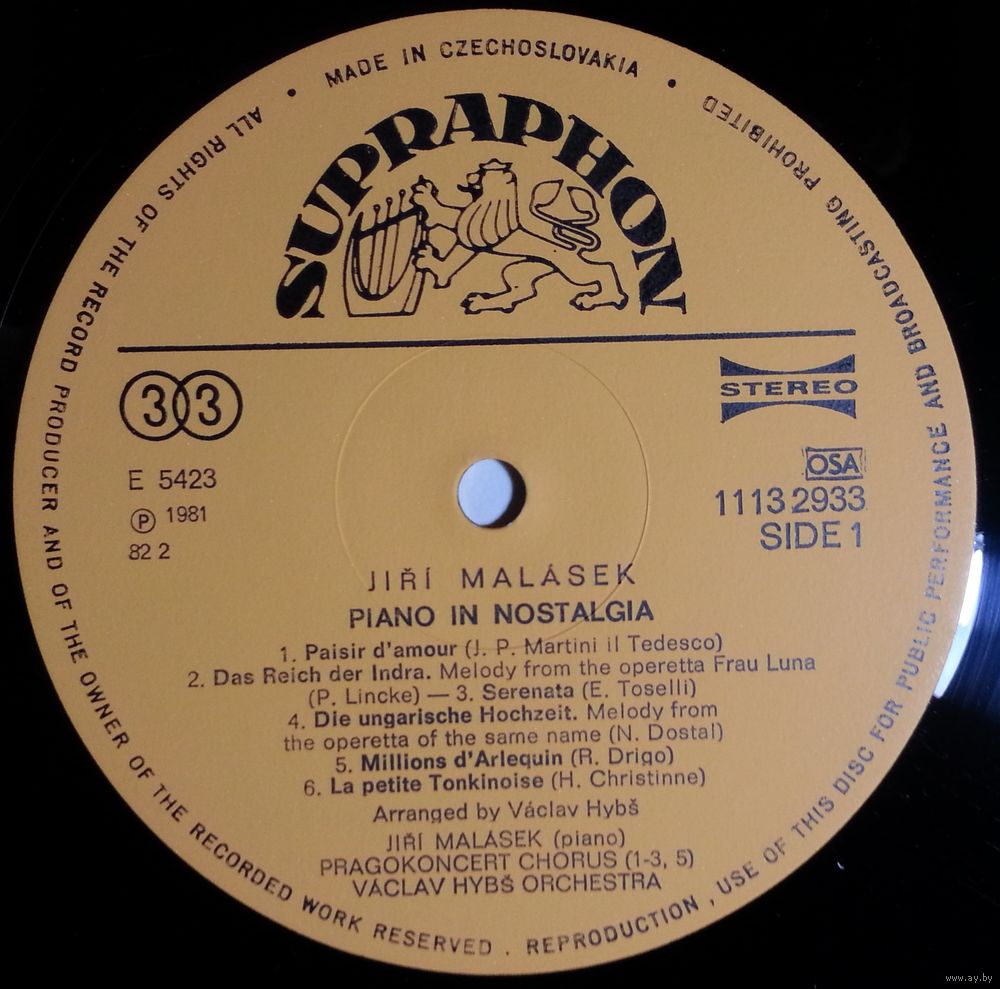 ALL RIGHTS OF THE RECORD PRODUCER AND OF THE OWNER OF THE RECORDED WORK RESERVED . REPRODUCTION , USE OF THIS DISC FOR PUBLIC PERFORMANCE AND BROADCASTING PROHIBITED
• MADE IN CZECHOSLOVAKIA •
SUPRAPHON
33
STEREO
E 5423
℗ 1981
82 2
OSA
1113 2933
SIDE 1
JIŘÍ MALÁSEK
PIANO IN NOSTALGIA
1. Paisir d'amour (J. P. Martini il Tedesco)
2. Das Reich der Indra. Melody from the operetta Frau Luna
(P. Lincke) — 3. Serenata (E. Toselli)
4. Die ungarische Hochzeit. Melody from
the operetta of the same name (N. Dostal)
5. Millions d'Arlequin (R. Drigo)
6. La petite Tonkinoise (H. Christinne)
Arranged by Václav Hybš
JIŘÍ MALÁSEK (piano)
PRAGOKONCERT CHORUS (1-3, 5)
VÁCLAV HYBŠ ORCHESTRA
www.ay.by